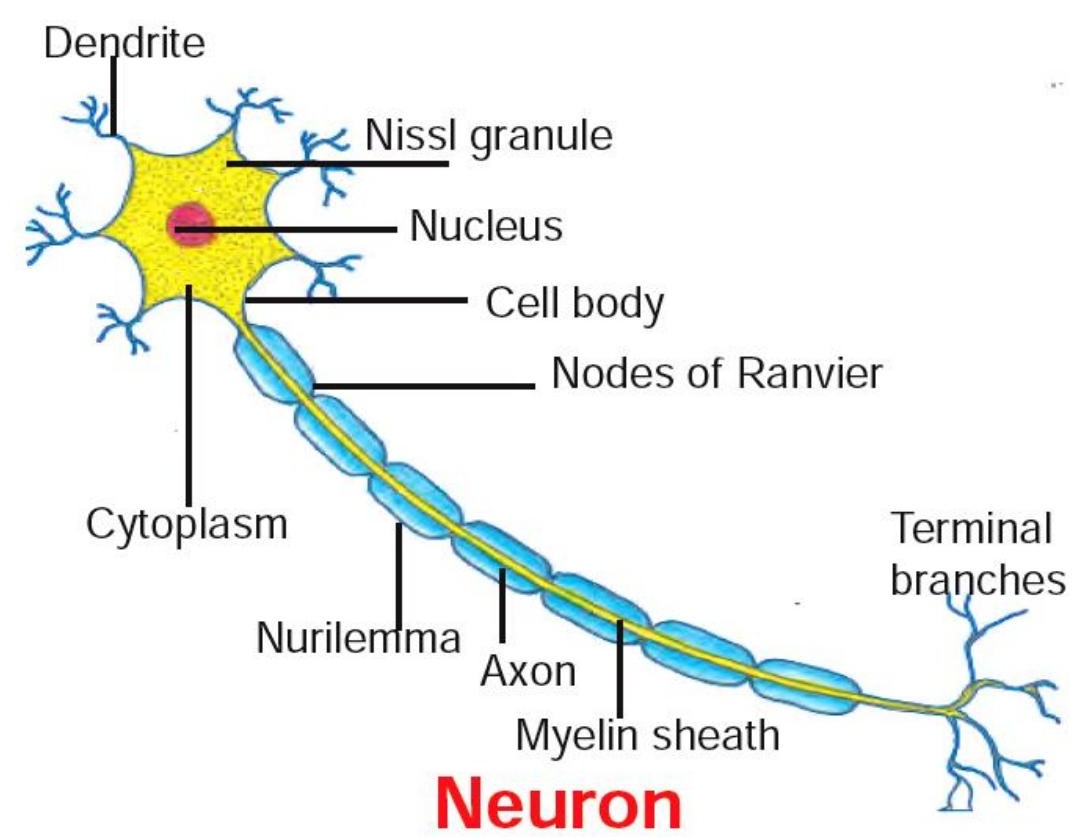 Dendrite
Nissl granule
Nucleus
Cell body
Nodes of Ranvier
Cytoplasm
Terminal
branches
Nurilemma
Axon
Myelin sheath
Neuron